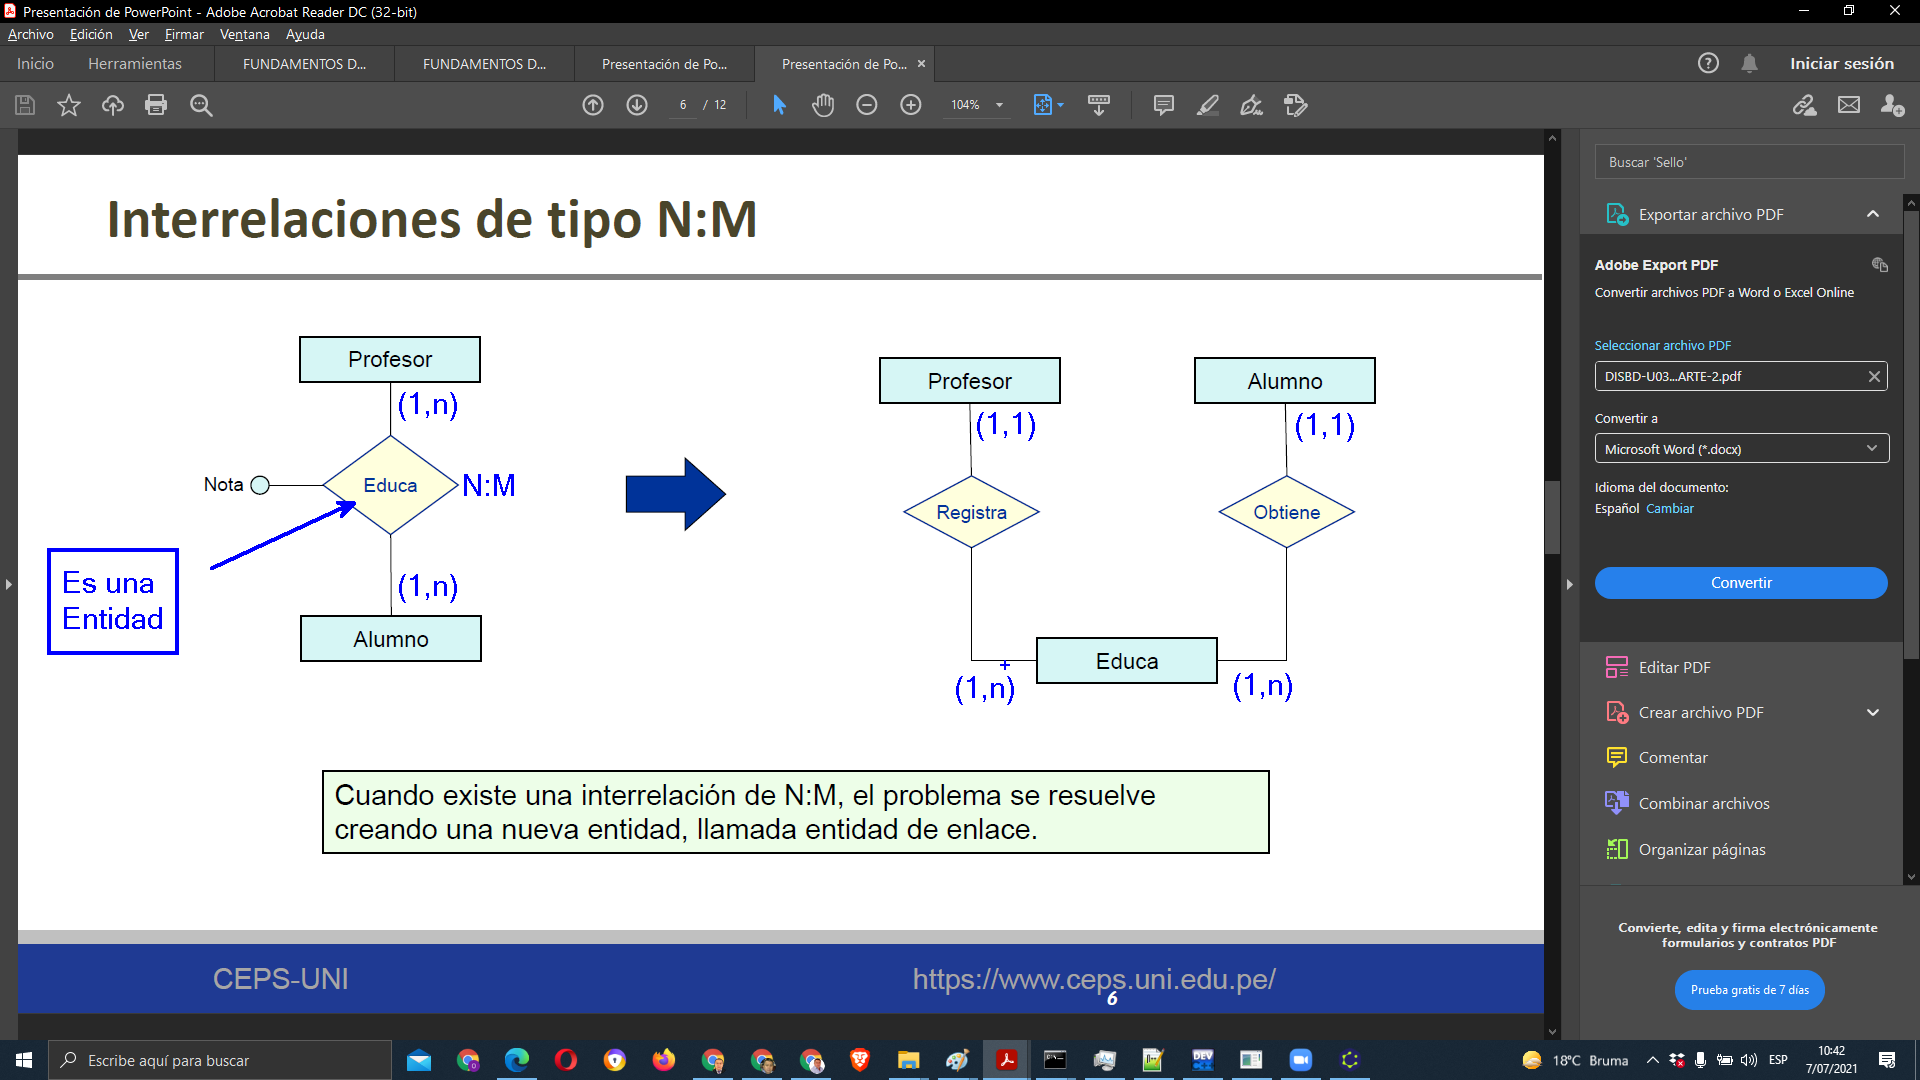 Presentación de PowerPoint - Adobe Acrobat Reader DC (32-bit)
Archivo Edición Ver Firmar Ventana Ayuda
Inicio Herramientas FUNDAMENTOS D... FUNDAMENTOS D... Presentación de Po... Presentación de Po... × Iniciar sesión
6 / 12 104%
Buscar 'Sello'
Exportar archivo PDF
Adobe Export PDF
Convertir archivos PDF a Word o Excel Online
Seleccionar archivo PDF
DISBD-U03...ARTE-2.pdf
Convertir a
Microsoft Word (*.docx)
Idioma del documento:
Español Cambiar
Convertir
Editar PDF
Crear archivo PDF
Comentar
Combinar archivos
Organizar páginas
Convierte, edita y firma electrónicamente
formularios y contratos PDF
Prueba gratis de 7 días
Interrelaciones de tipo N:M
Profesor
(1,n)
Nota
Educa
N:M
Es una
Entidad
(1,n)
Alumno
Profesor
Alumno
(1,1)
(1,1)
Registra
Obtiene
Educa
(1,n)
(1,n)
Cuando existe una interrelación de N:M, el problema se resuelve
creando una nueva entidad, llamada entidad de enlace.
CEPS-UNI
https://www.ceps.uni.edu.pe/
6
Escribe aquí para buscar
DEV
18°C Bruma
ESP
10:42
7/07/2021